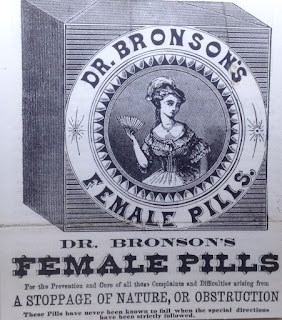 DR. BRONSON'S
FEMALE PILLS.
DR. BRONSON'S
FEMALE PILLS
For the Prevention and Cure of all those Complaints and Difficulties arising from
A STOPPAGE OF NATURE, OR OBSTRUCTION
These Pills have never been known to fail when the special directions
have been strictly followed.